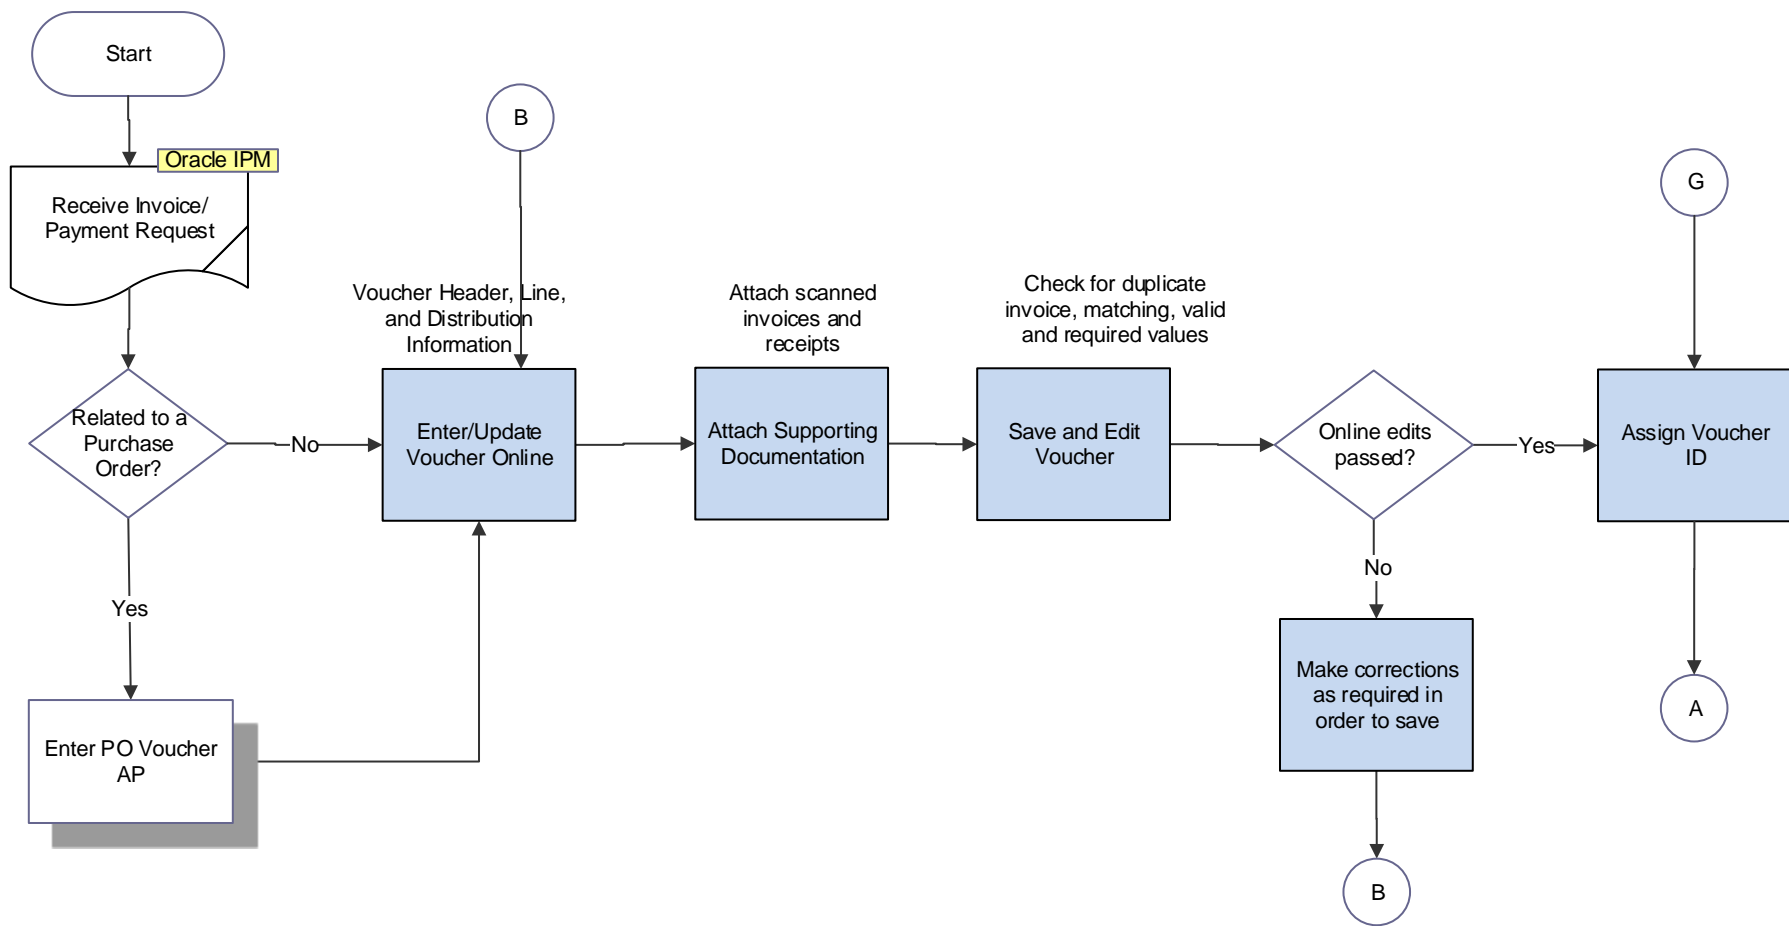 Start
Oracle IPM
Receive Invoice/
Payment Request
B
G
Voucher Header, Line,
and Distribution
Information
Attach scanned
invoices and
receipts
Check for duplicate
invoice, matching, valid
and required values
Related to a
Purchase
Order?
No
Enter/Update
Voucher Online
Attach Supporting
Documentation
Save and Edit
Voucher
Online edits
passed?
Yes
Assign Voucher
ID
No
Yes
Make corrections
as required in
order to save
A
Enter PO Voucher
AP
B